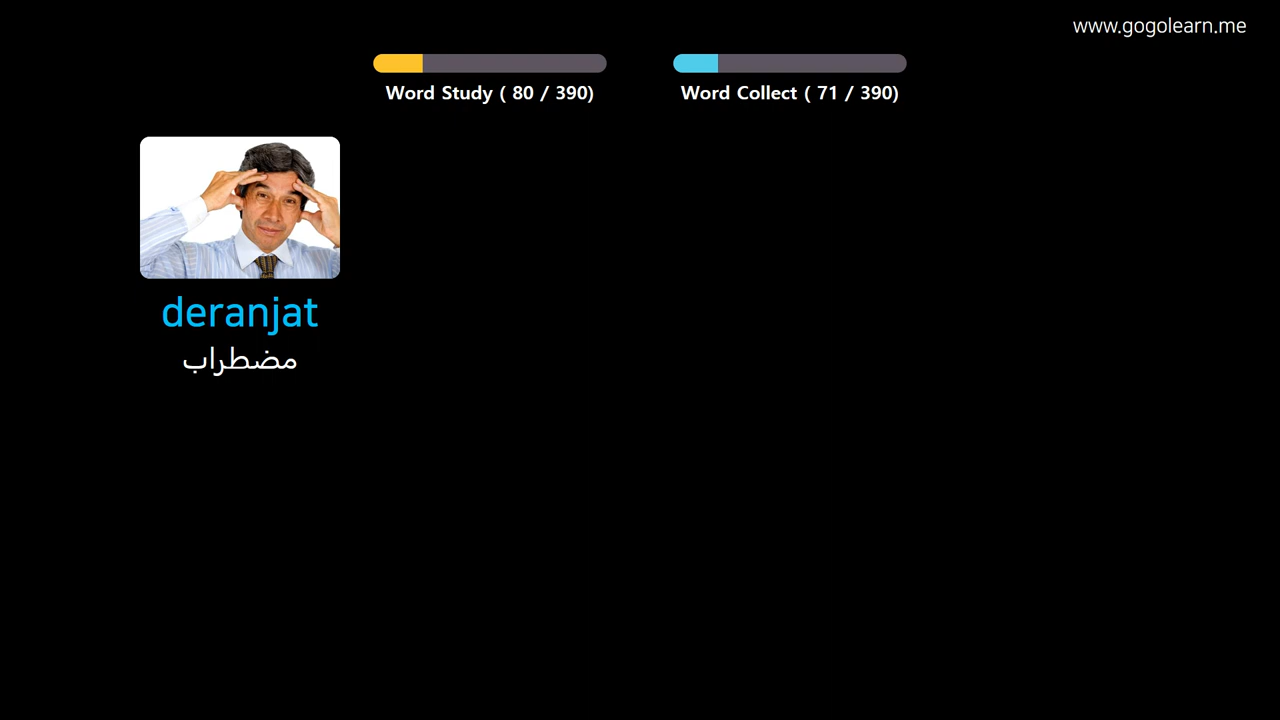 www.gogolearn.me
Word Study ( 80 / 390)
Word Collect ( 71 / 390)
deranjat
مضطراب